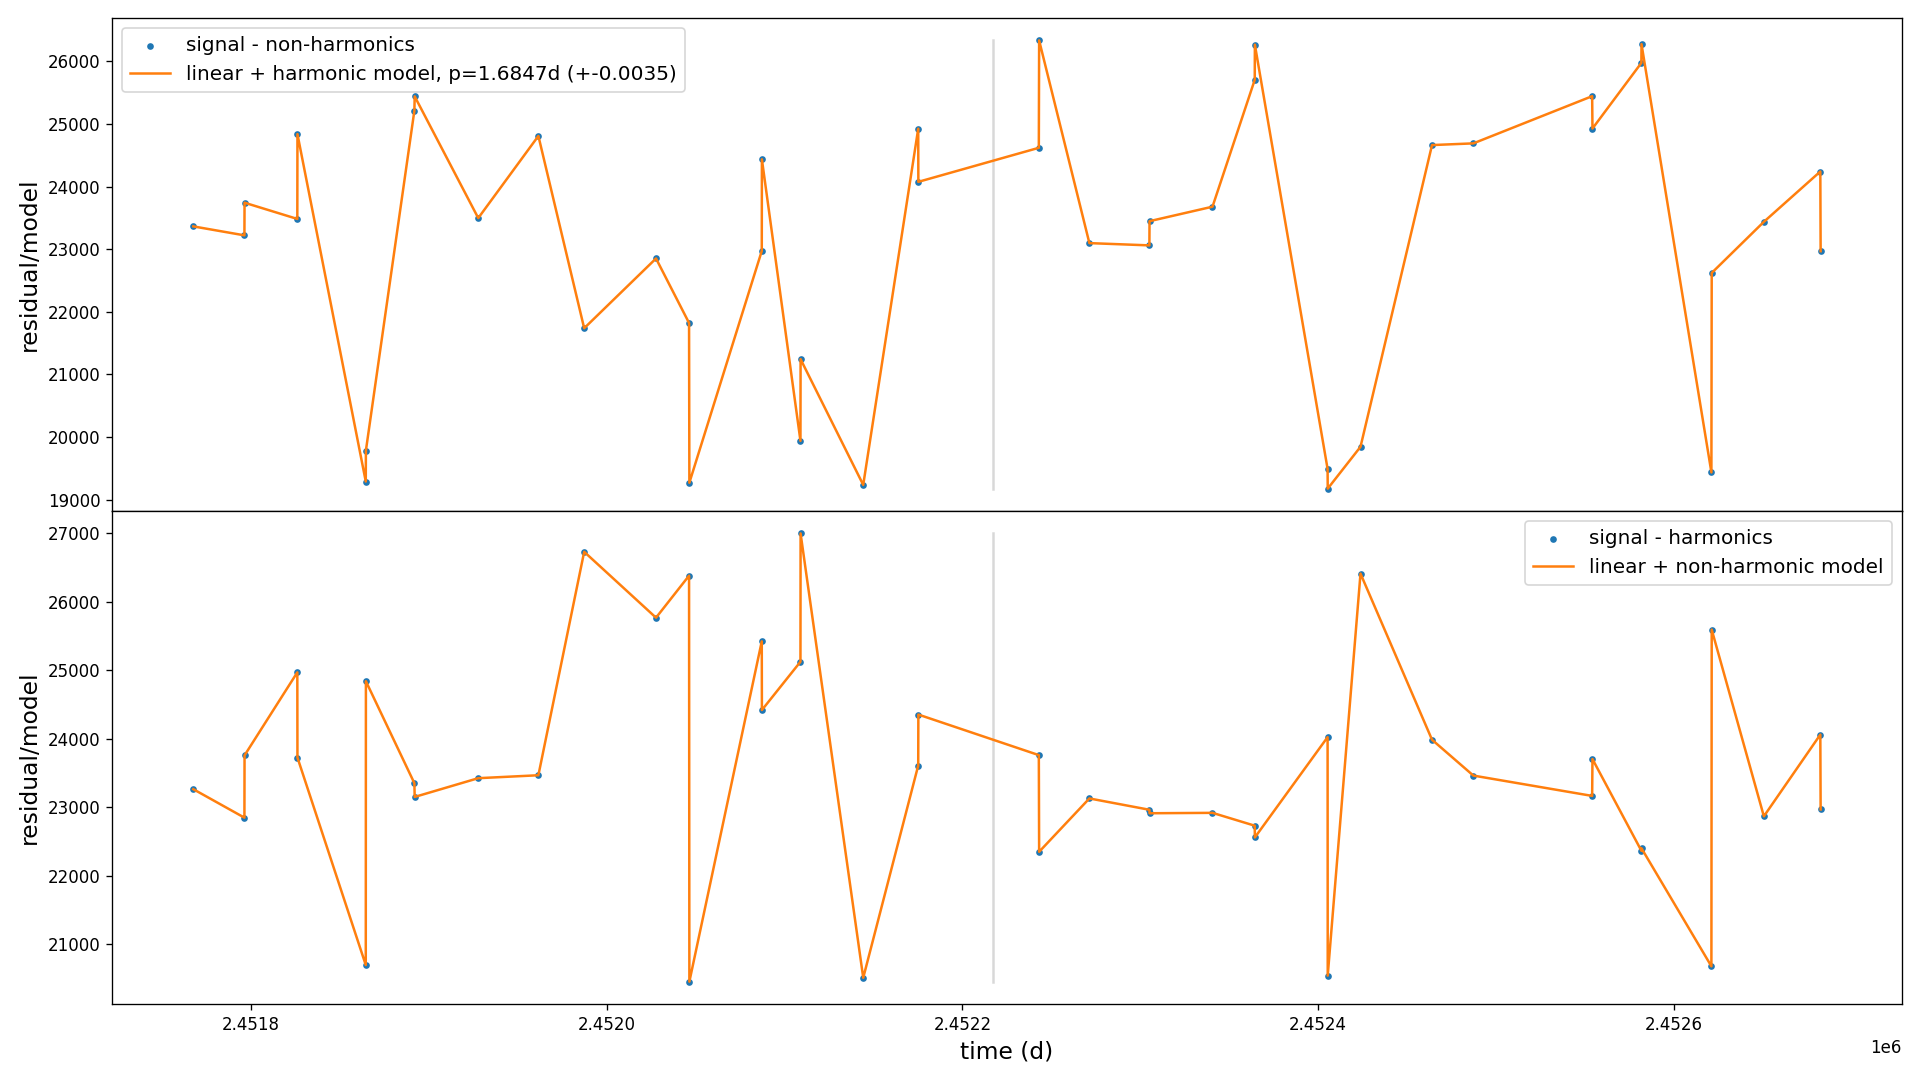 signal - non-harmonics
linear + harmonic model, p=1.6847d (+-0.0035)
26000
25000
24000
23000
22000
21000
20000
19000
residual/model
signal - harmonics
linear + non-harmonic model
27000
26000
25000
24000
23000
22000
21000
residual/model
2.4518
2.4520
2.4522
2.4524
2.4526
1e6
time (d)